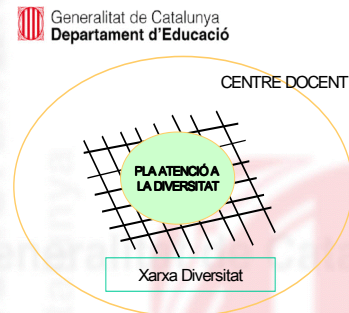 Generalitat de Catalunya
Departament d'Educació
CENTRE DOCENT
PLA ATENCIÓ A
LA DIVERSITAT
Xarxa Diversitat